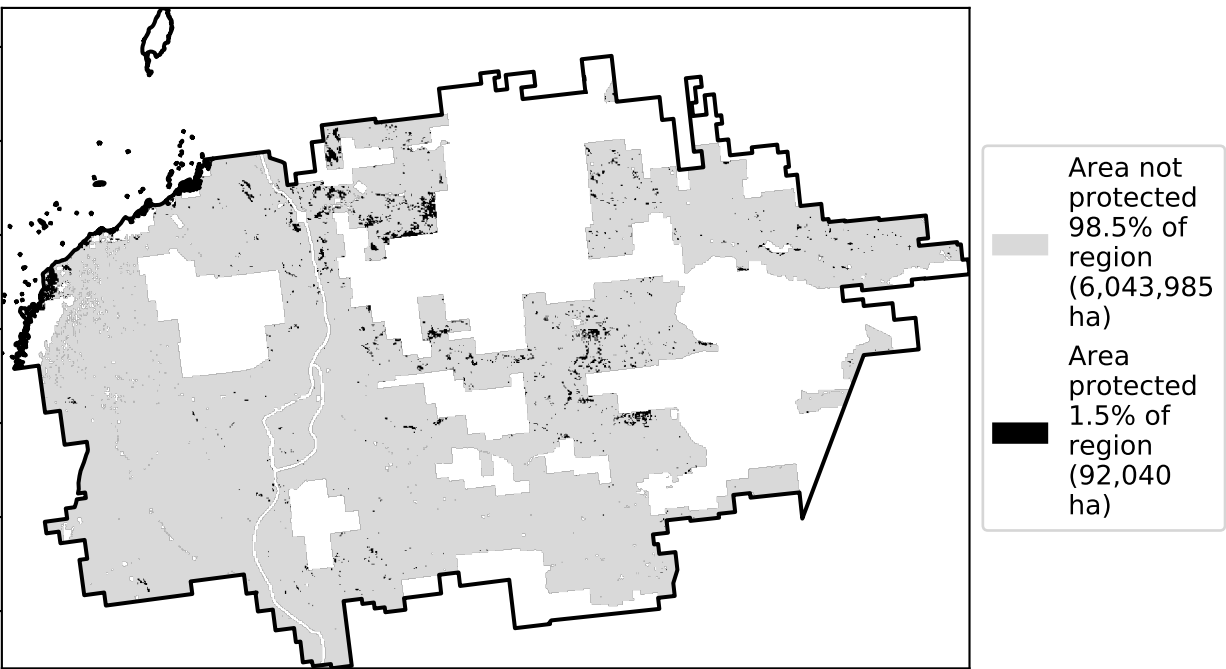 Area not
protected
98.5% of
region
(6,043,985
ha)
Area
protected
1.5% of
region
(92,040
ha)